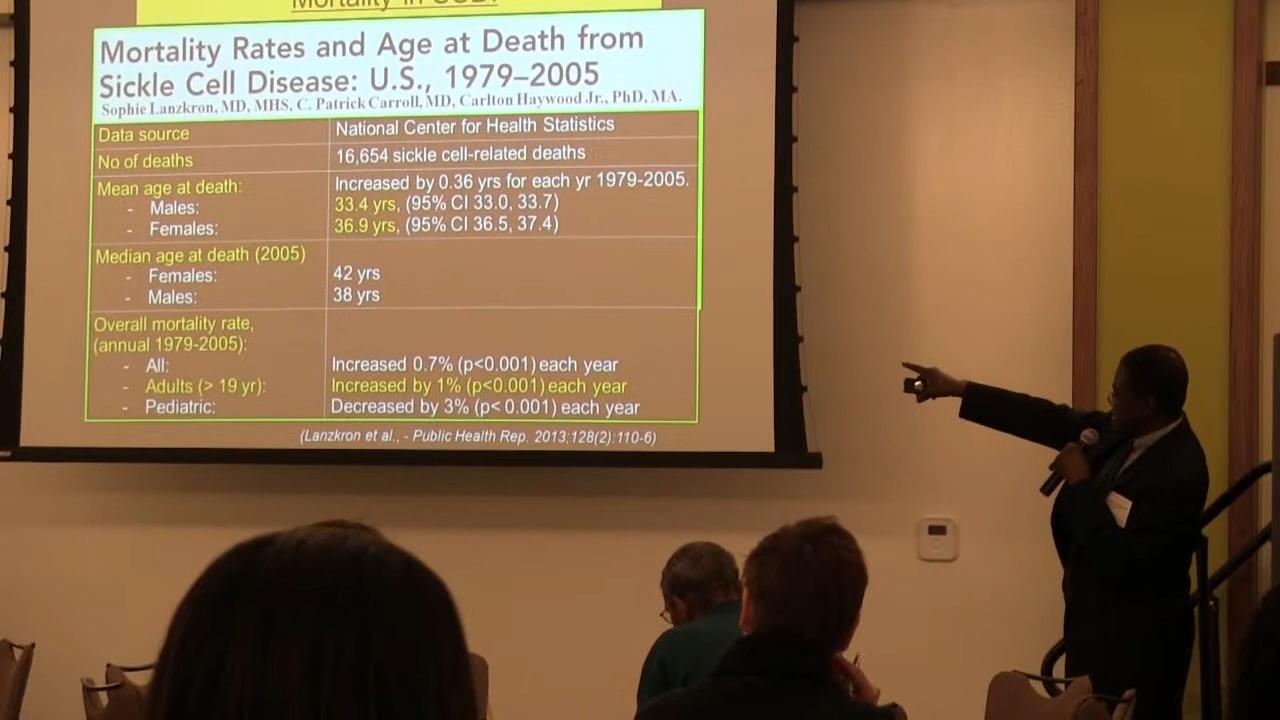 Mortality in SCD:
Mortality Rates and Age at Death from
Sickle Cell Disease: U.S., 1979–2005
Sophie Lanzkron, MD, MHS, C. Patrick Carroll, MD, Carlton Haywood Jr., PhD, MA.
Data source National Center for Health Statistics
No of deaths 16,654 sickle cell-related deaths
Mean age at death: Increased by 0.36 yrs for each yr 1979-2005.
- Males: 33.4 yrs, (95% CI 33.0, 33.7)
- Females: 36.9 yrs, (95% CI 36.5, 37.4)
Median age at death (2005)
- Females: 42 yrs
- Males: 38 yrs
Overall mortality rate,
(annual 1979-2005):
- All: Increased 0.7% (p<0.001) each year
- Adults (> 19 yr): Increased by 1% (p<0.001) each year
- Pediatric: Decreased by 3% (p< 0.001) each year
(Lanzkron et al., - Public Health Rep. 2013;128(2):110-6)